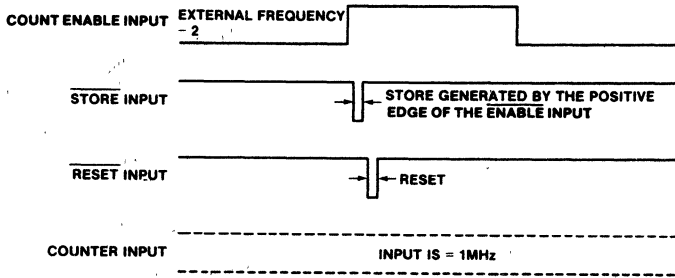 COUNT ENABLE INPUT
EXTERNAL FREQUENCY
÷ 2
STORE INPUT
STORE GENERATED BY THE POSITIVE
EDGE OF THE ENABLE INPUT
RESET INPUT
RESET
COUNTER INPUT
INPUT IS = 1MHz